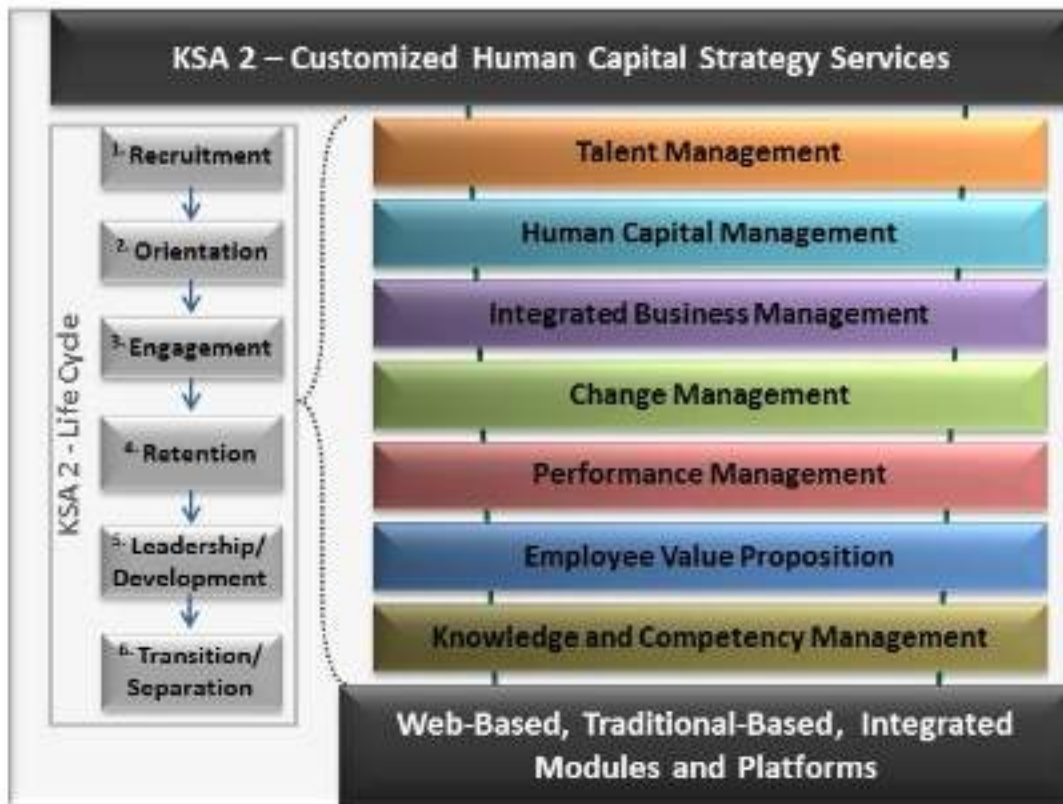 KSA 2 – Customized Human Capital Strategy Services
KSA 2 - Life Cycle
1. Recruitment
2. Orientation
3. Engagement
4. Retention
5. Leadership/
Development
6. Transition/
Separation
Talent Management
Human Capital Management
Integrated Business Management
Change Management
Performance Management
Employee Value Proposition
Knowledge and Competency Management
Web-Based, Traditional-Based, Integrated
Modules and Platforms